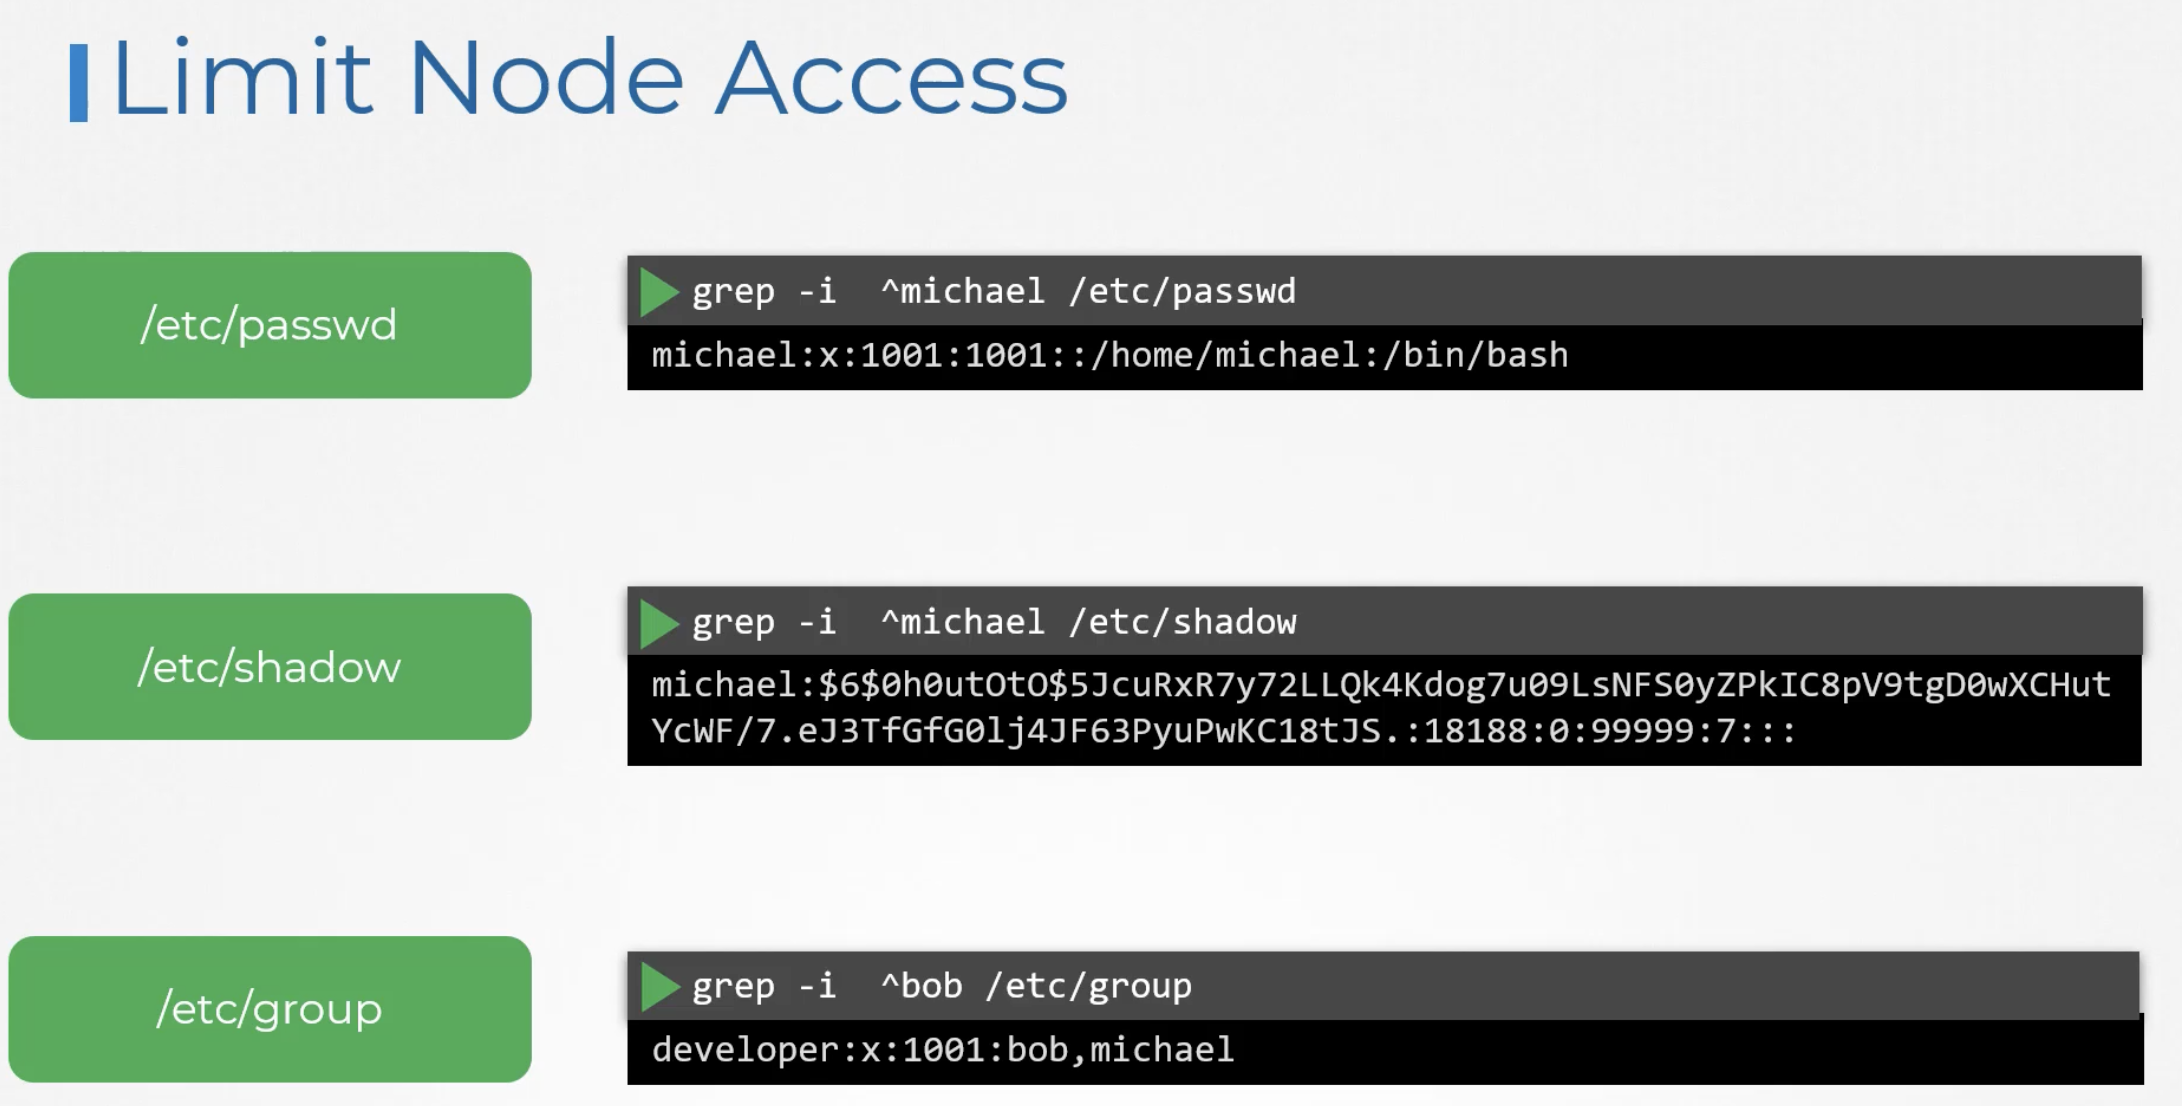 Limit Node Access
/etc/passwd
grep -i  ^michael /etc/passwd
michael:x:1001:1001::/home/michael:/bin/bash
/etc/shadow
grep -i  ^michael /etc/shadow
michael:$6$0h0utOtO$5JcuRxR7y72LLQk4Kdog7u09LsNFS0yZPkIC8pV9tgD0wXCHut
YcWF/7.eJ3TfGfG0lj4JF63PyuPwKC18tJS.:18188:0:99999:7:::
/etc/group
grep -i  ^bob /etc/group
developer:x:1001:bob,michael